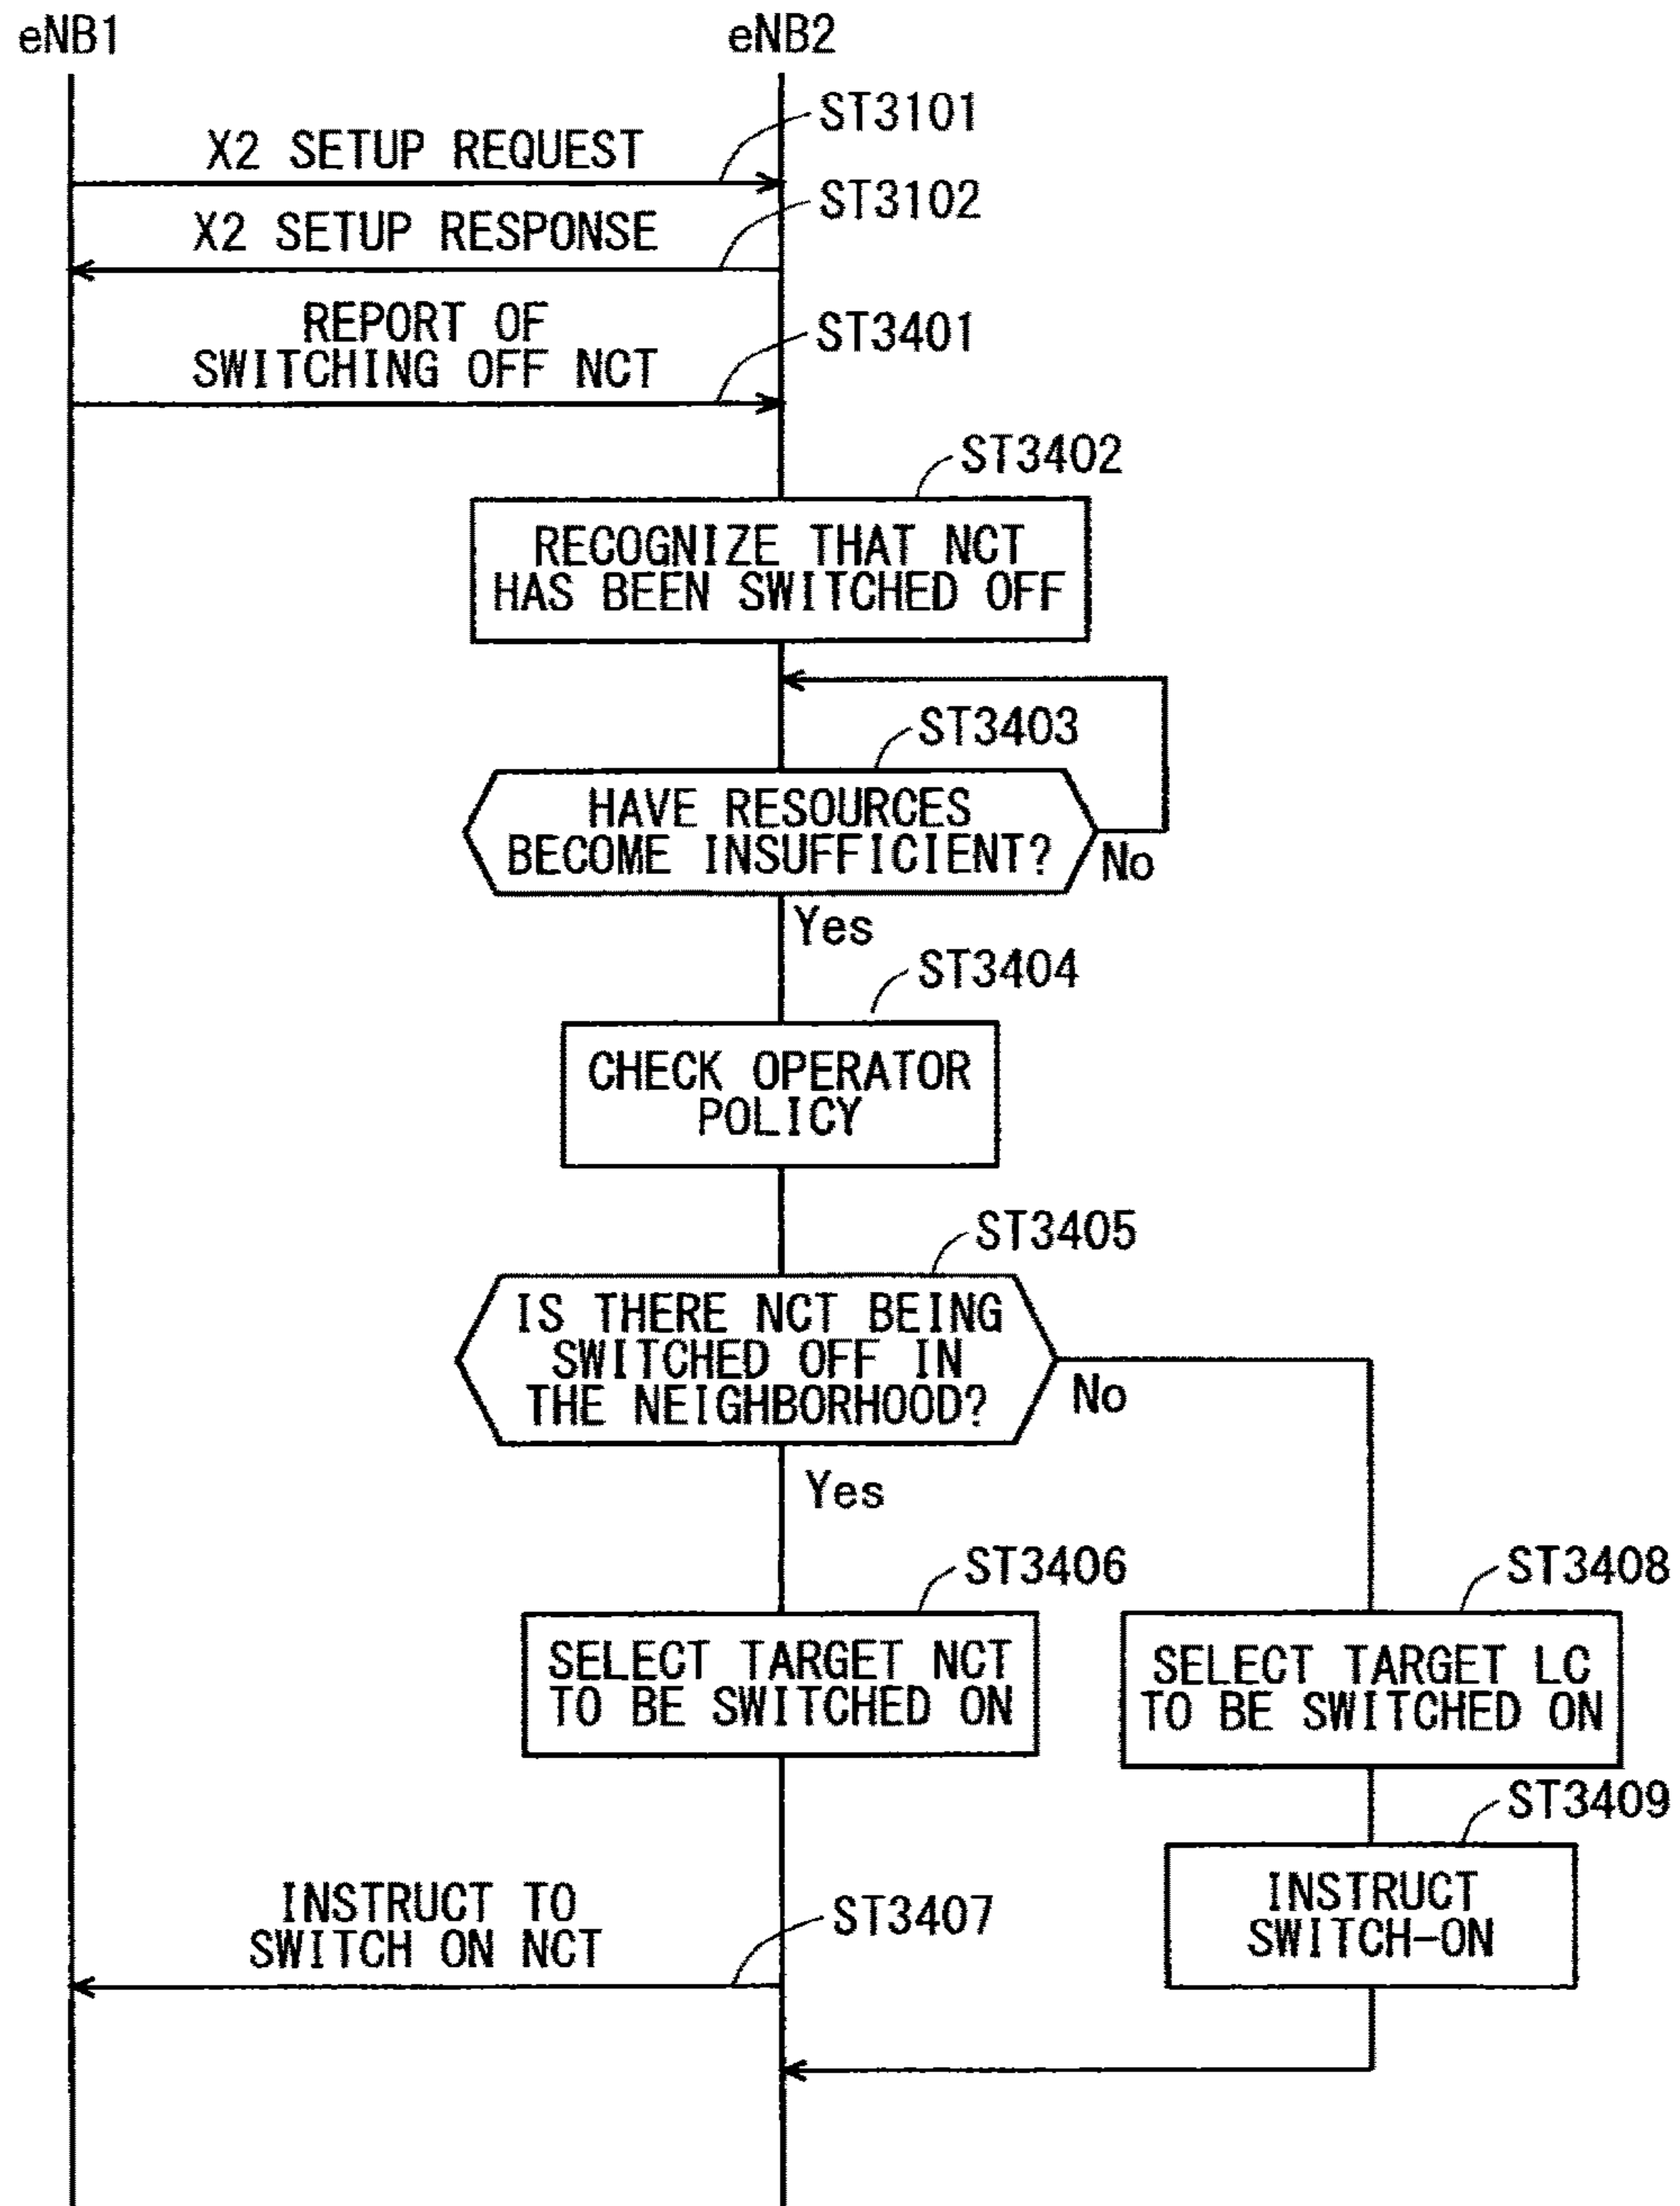 eNB1
eNB2
ST3101
X2 SETUP REQUEST
ST3102
X2 SETUP RESPONSE
REPORT OF
SWITCHING OFF NCT
ST3401
ST3402
RECOGNIZE THAT NCT
HAS BEEN SWITCHED OFF
ST3403
HAVE RESOURCES
BECOME INSUFFICIENT?
No
Yes
ST3404
CHECK OPERATOR
POLICY
ST3405
IS THERE NCT BEING
SWITCHED OFF IN
THE NEIGHBORHOOD?
No
Yes
ST3406
SELECT TARGET NCT
TO BE SWITCHED ON
ST3408
SELECT TARGET LC
TO BE SWITCHED ON
ST3409
INSTRUCT
SWITCH-ON
INSTRUCT TO
SWITCH ON NCT
ST3407